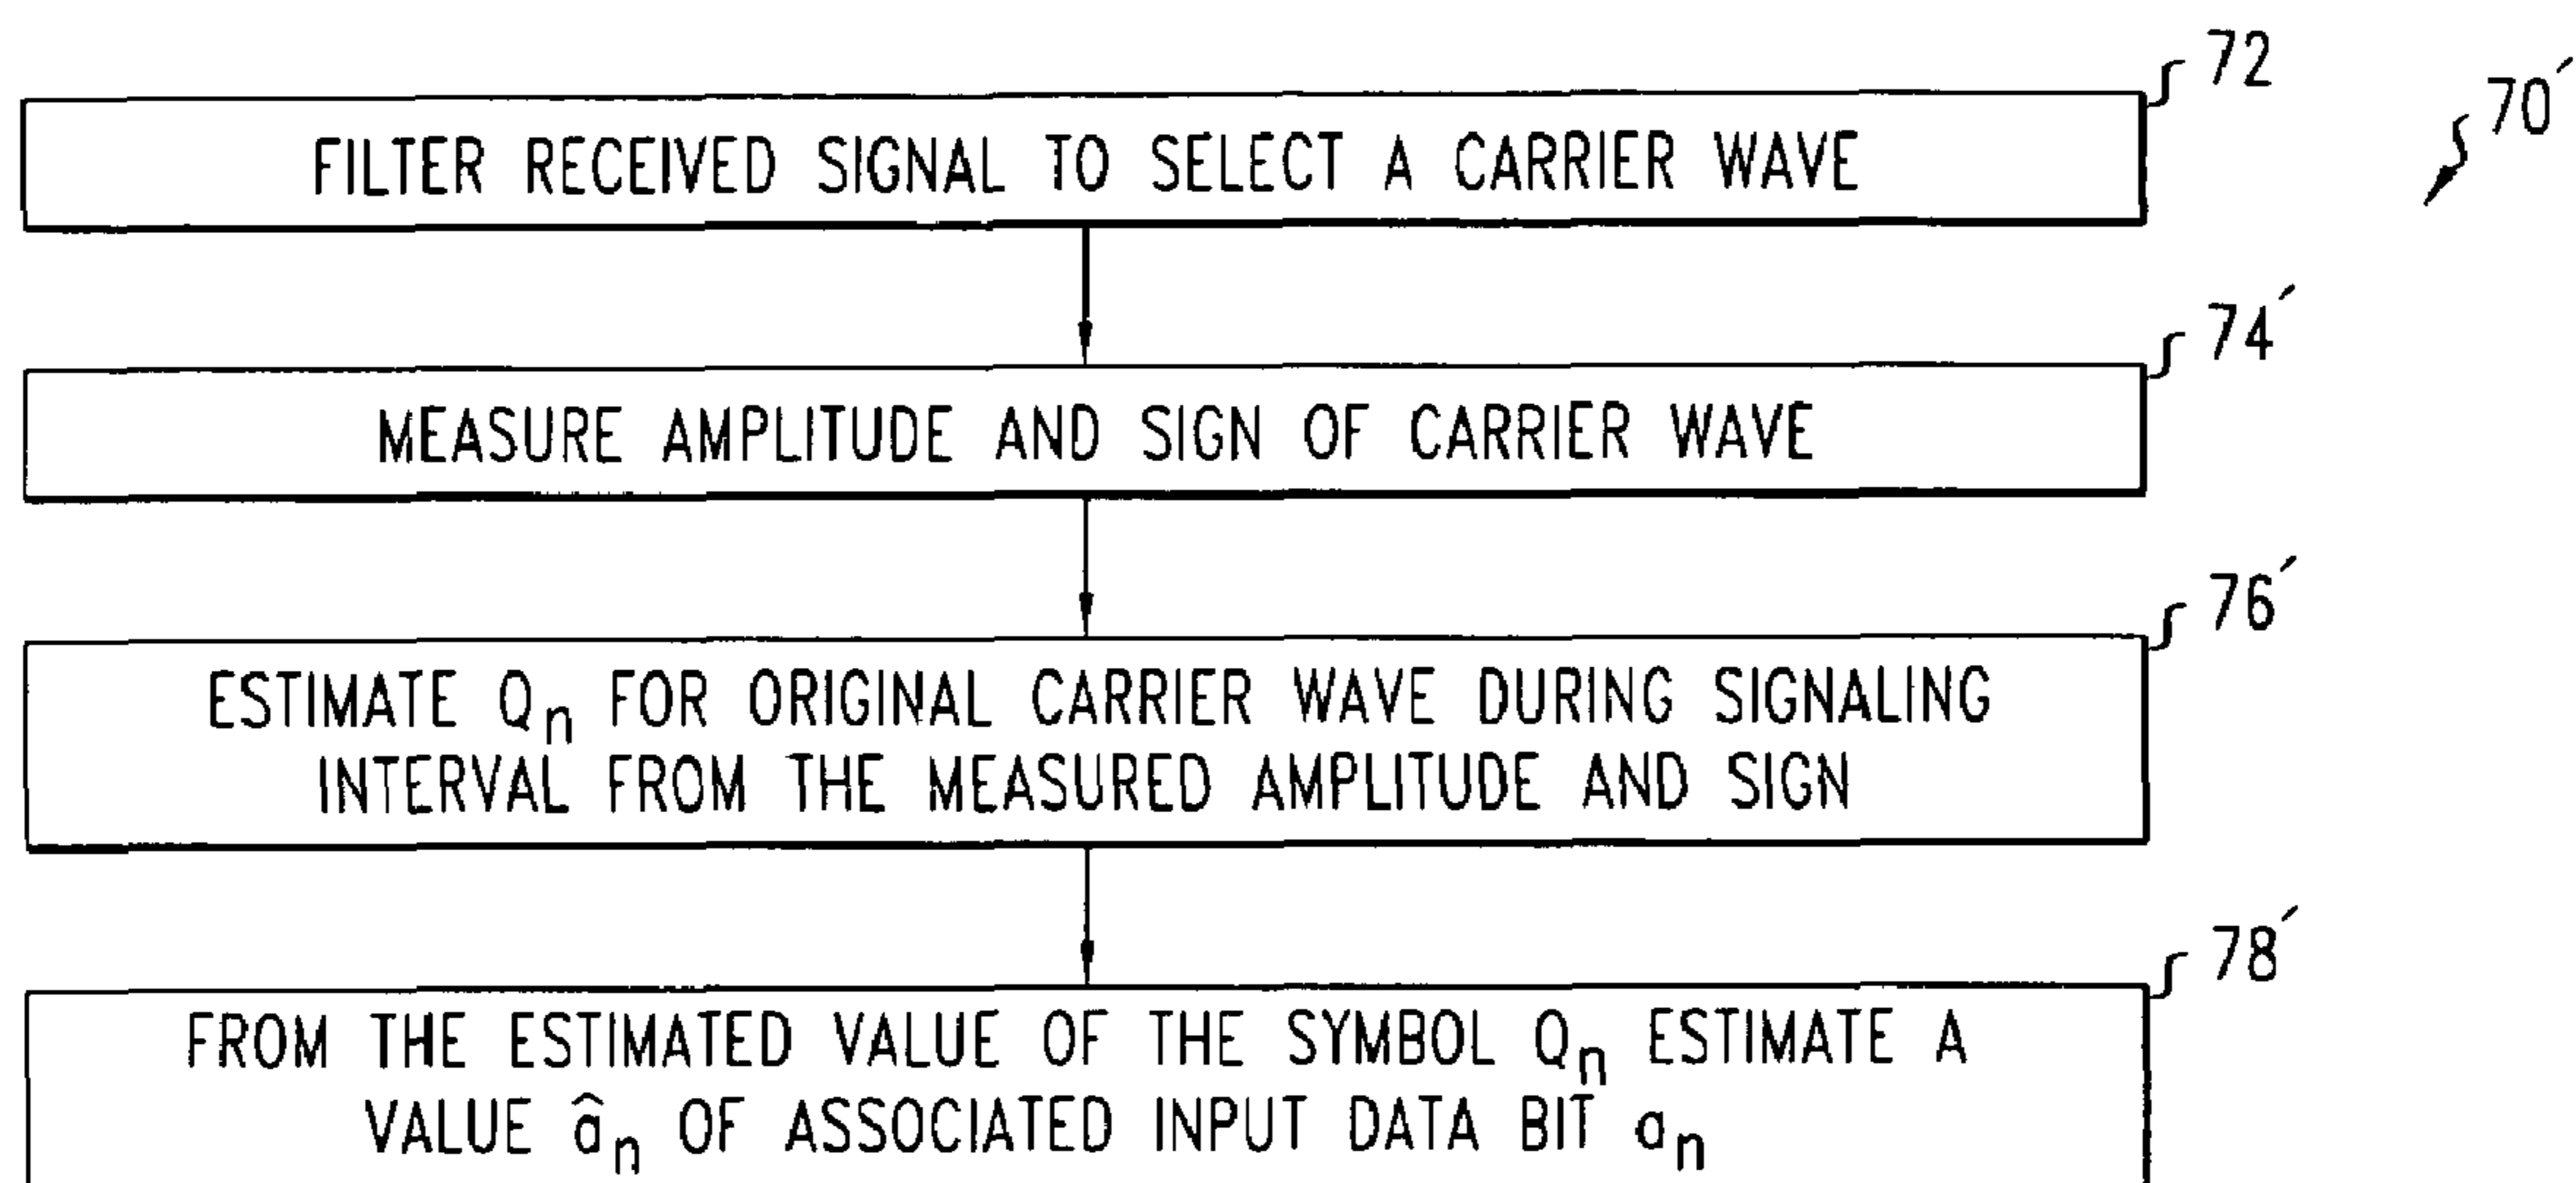 72
70′
FILTER RECEIVED SIGNAL TO SELECT A CARRIER WAVE
74′
MEASURE AMPLITUDE AND SIGN OF CARRIER WAVE
76′
ESTIMATE Qₙ FOR ORIGINAL CARRIER WAVE DURING SIGNALING
INTERVAL FROM THE MEASURED AMPLITUDE AND SIGN
78′
FROM THE ESTIMATED VALUE OF THE SYMBOL Qₙ ESTIMATE A
VALUE âₙ OF ASSOCIATED INPUT DATA BIT aₙ